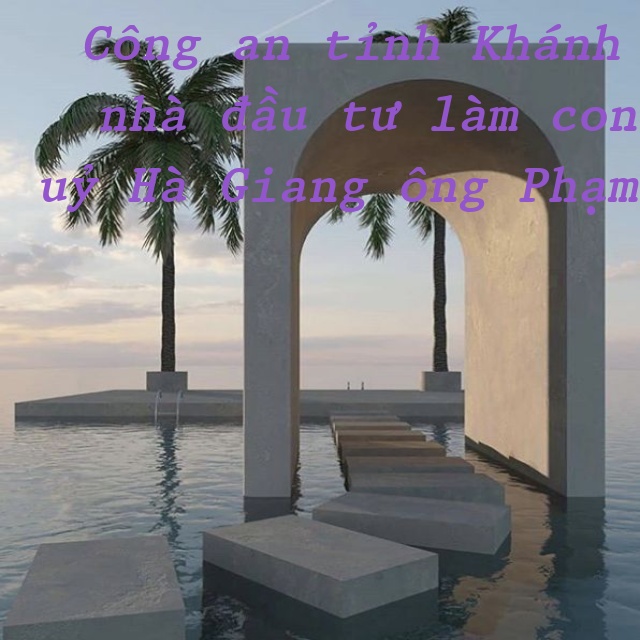 Công an tỉnh Khánh
nhà đầu tư làm con
uỷ Hà Giang ông Phạm